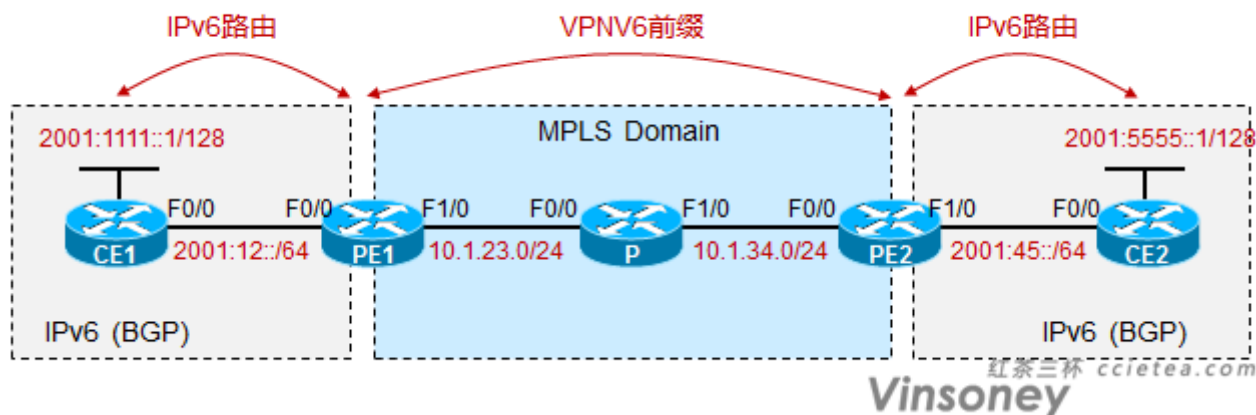 IPv6路由
VPNV6前缀
IPv6路由
MPLS Domain
2001:1111::1/128
2001:5555::1/128
F0/0
F0/0
F1/0
F0/0
F1/0
F0/0
F1/0
F0/0
CE1
2001:12::/64
PE1
10.1.23.0/24
P
10.1.34.0/24
PE2
2001:45::/64
CE2
IPv6 (BGP)
IPv6 (BGP)
红茶三杯 ccietea.com
Vinsoney